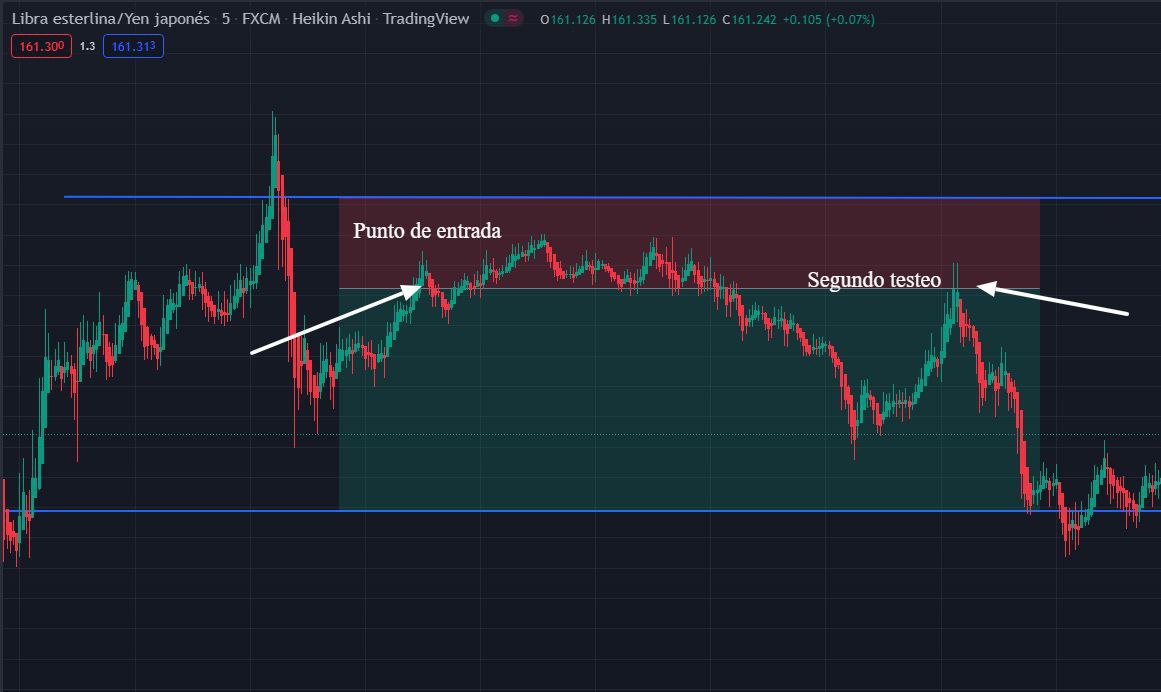 Libra esterlina/Yen japonés · 5 · FXCM · Heikin Ashi · TradingView O161.126 H161.335 L161.126 C161.242 +0.105 (+0.07%)
161.300 1.3 161.313
Punto de entrada
Segundo testeo